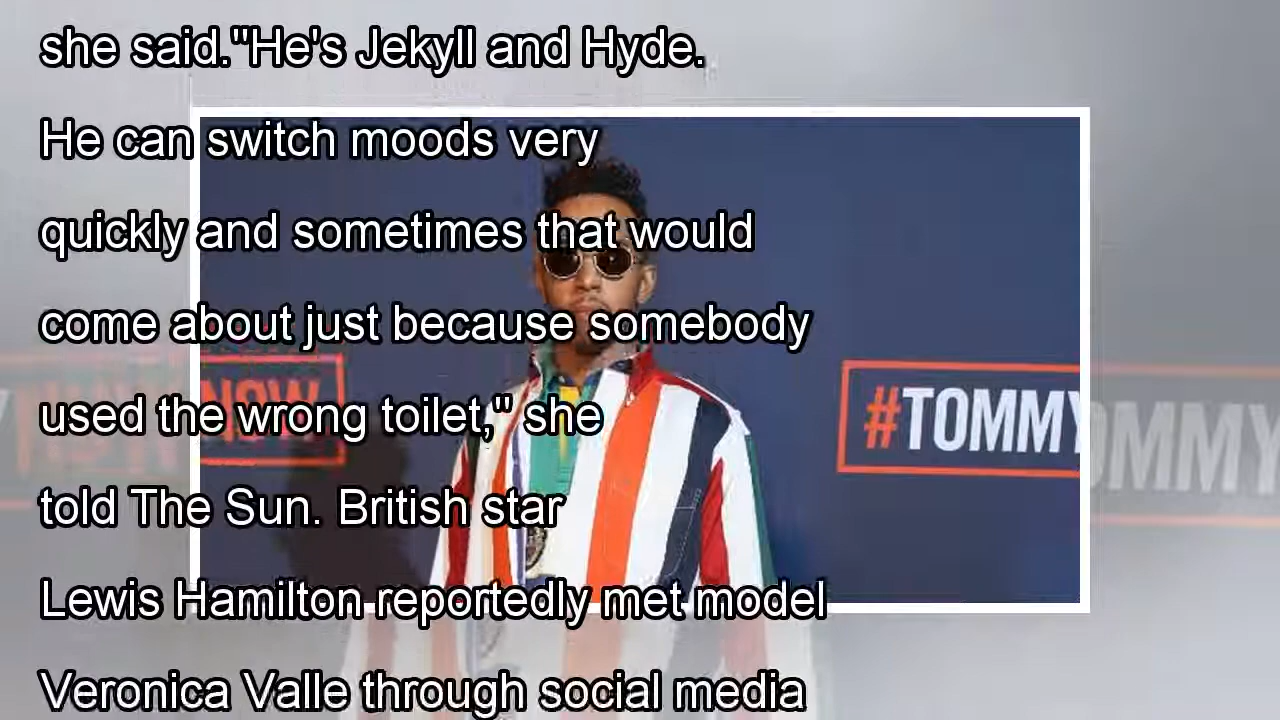 she said."He's Jekyll and Hyde.
He can switch moods very
quickly and sometimes that would
come about just because somebody
used the wrong toilet," she
told The Sun. British star
Lewis Hamilton reportedly met model
Veronica Valle through social media
NOW
#TOMMY
OMMY